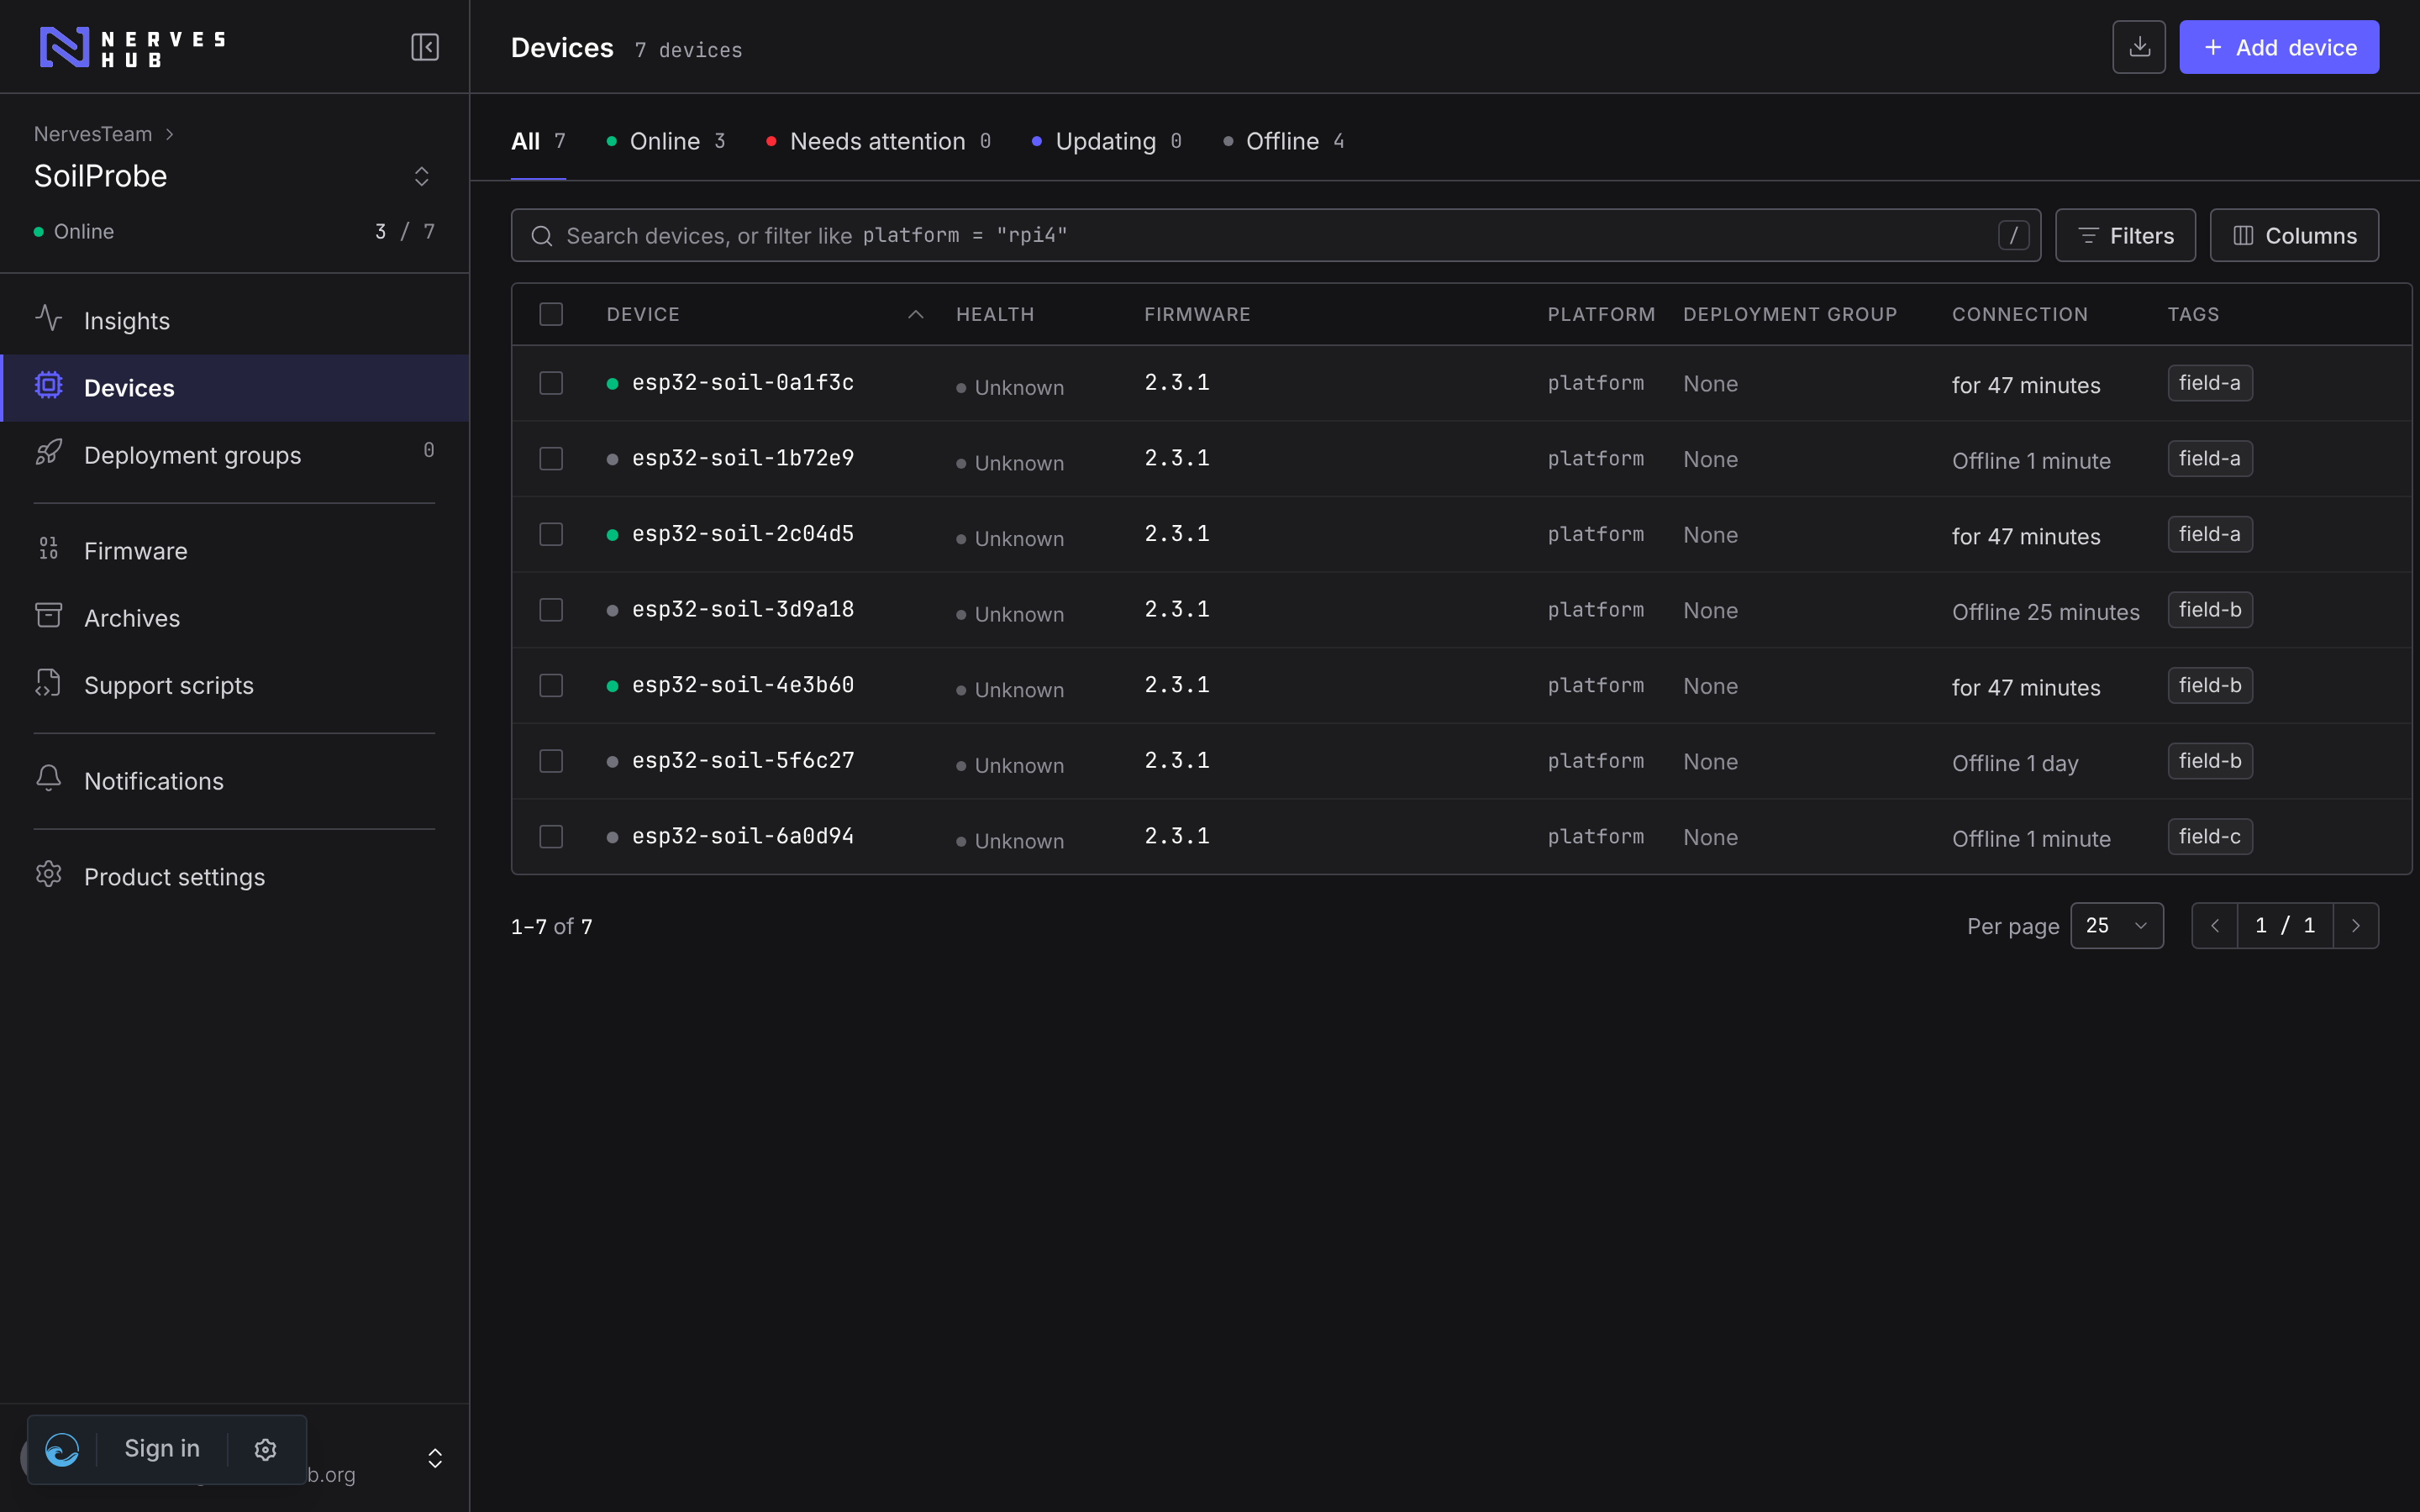 NERVES
HUB
NervesTeam
SoilProbe
Online 3 / 7
Insights
Devices
Deployment groups 0
Firmware
Archives
Support scripts
Notifications
Product settings
Sign in
b.org
Devices 7 devices
Add device
All 7 Online 3 Needs attention 0 Updating 0 Offline 4
Search devices, or filter like platform = "rpi4" /
Filters
Columns
DEVICE HEALTH FIRMWARE PLATFORM DEPLOYMENT GROUP CONNECTION TAGS
esp32-soil-0a1f3c Unknown 2.3.1 platform None for 47 minutes field-a
esp32-soil-1b72e9 Unknown 2.3.1 platform None Offline 1 minute field-a
esp32-soil-2c04d5 Unknown 2.3.1 platform None for 47 minutes field-a
esp32-soil-3d9a18 Unknown 2.3.1 platform None Offline 25 minutes field-b
esp32-soil-4e3b60 Unknown 2.3.1 platform None for 47 minutes field-b
esp32-soil-5f6c27 Unknown 2.3.1 platform None Offline 1 day field-b
esp32-soil-6a0d94 Unknown 2.3.1 platform None Offline 1 minute field-c
1–7 of 7
Per page 25 1 / 1